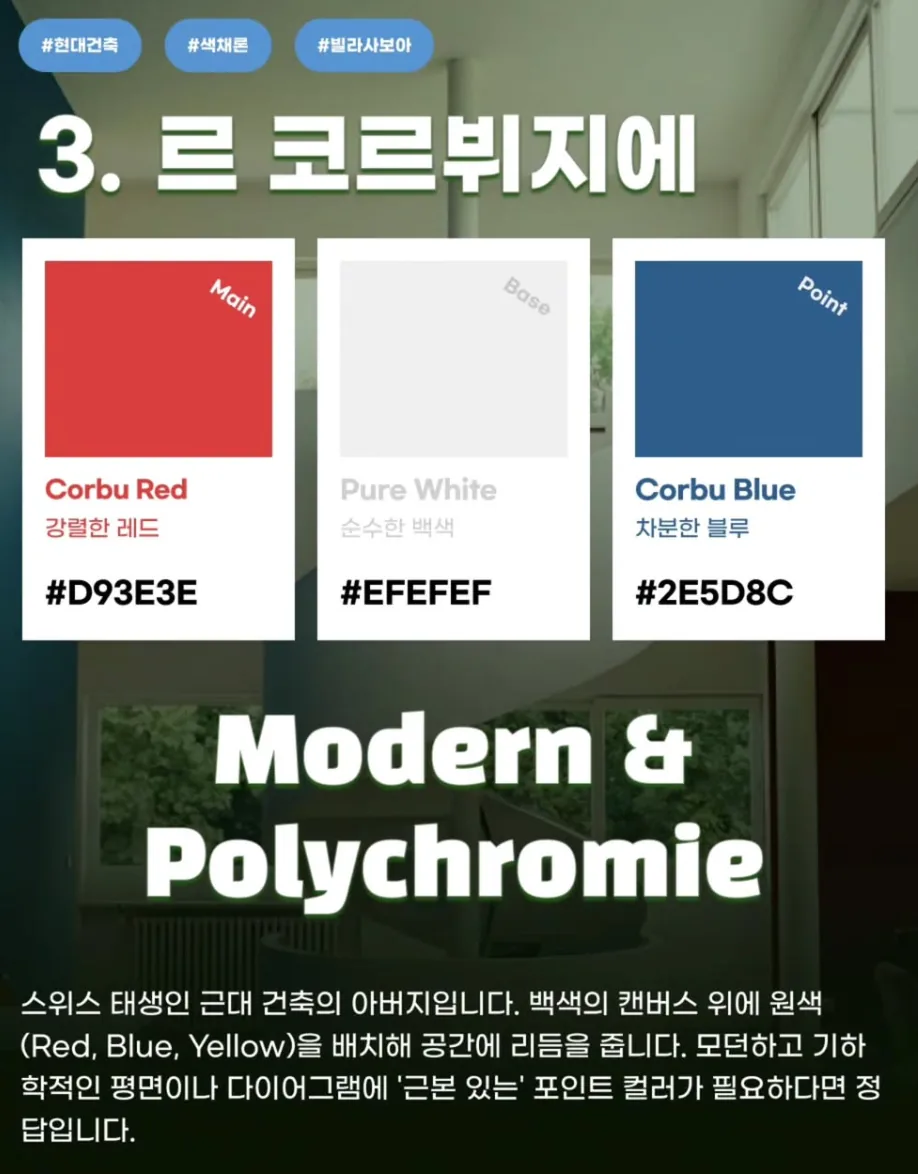 #현대건축 #색채론 #빌라사보아
3. 르 코르뷔지에
Main
Corbu Red
강렬한 레드
#D93E3E
Base
Pure White
순수한 백색
#EFEFEF
Point
Corbu Blue
차분한 블루
#2E5D8C
Modern &
Polychromie
스위스 태생인 근대 건축의 아버지입니다. 백색의 캔버스 위에 원색
(Red, Blue, Yellow)을 배치해 공간에 리듬을 줍니다. 모던하고 기하
학적인 평면이나 다이어그램에 '근본 있는' 포인트 컬러가 필요하다면 정
답입니다.